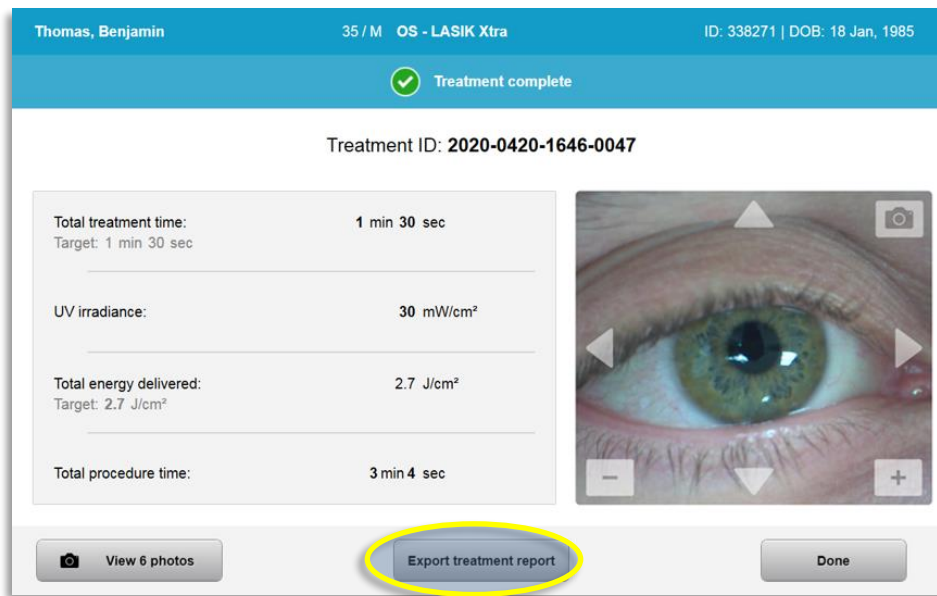 Thomas, Benjamin 35 / M OS - LASIK Xtra ID: 338271 | DOB: 18 Jan, 1985
Treatment complete
Treatment ID: 2020-0420-1646-0047
Total treatment time: 1 min 30 sec
Target: 1 min 30 sec
UV irradiance: 30 mW/cm²
Total energy delivered: 2.7 J/cm²
Target: 2.7 J/cm²
Total procedure time: 3 min 4 sec
View 6 photos Export treatment report Done